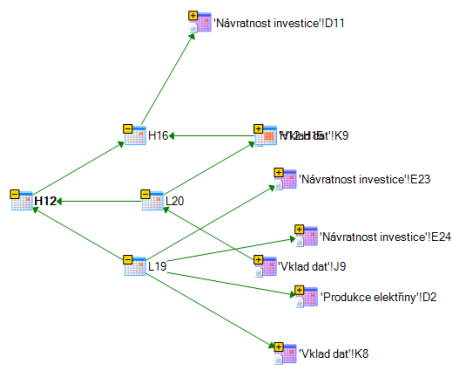 'Návratnost investice'!D11
H16
'Vklad dat'!K9
'Návratnost investice'!E23
H12
L20
'Návratnost investice'!E24
L19
'Vklad dat'!J9
'Produkce elektřiny'!D2
'Vklad dat'!K8